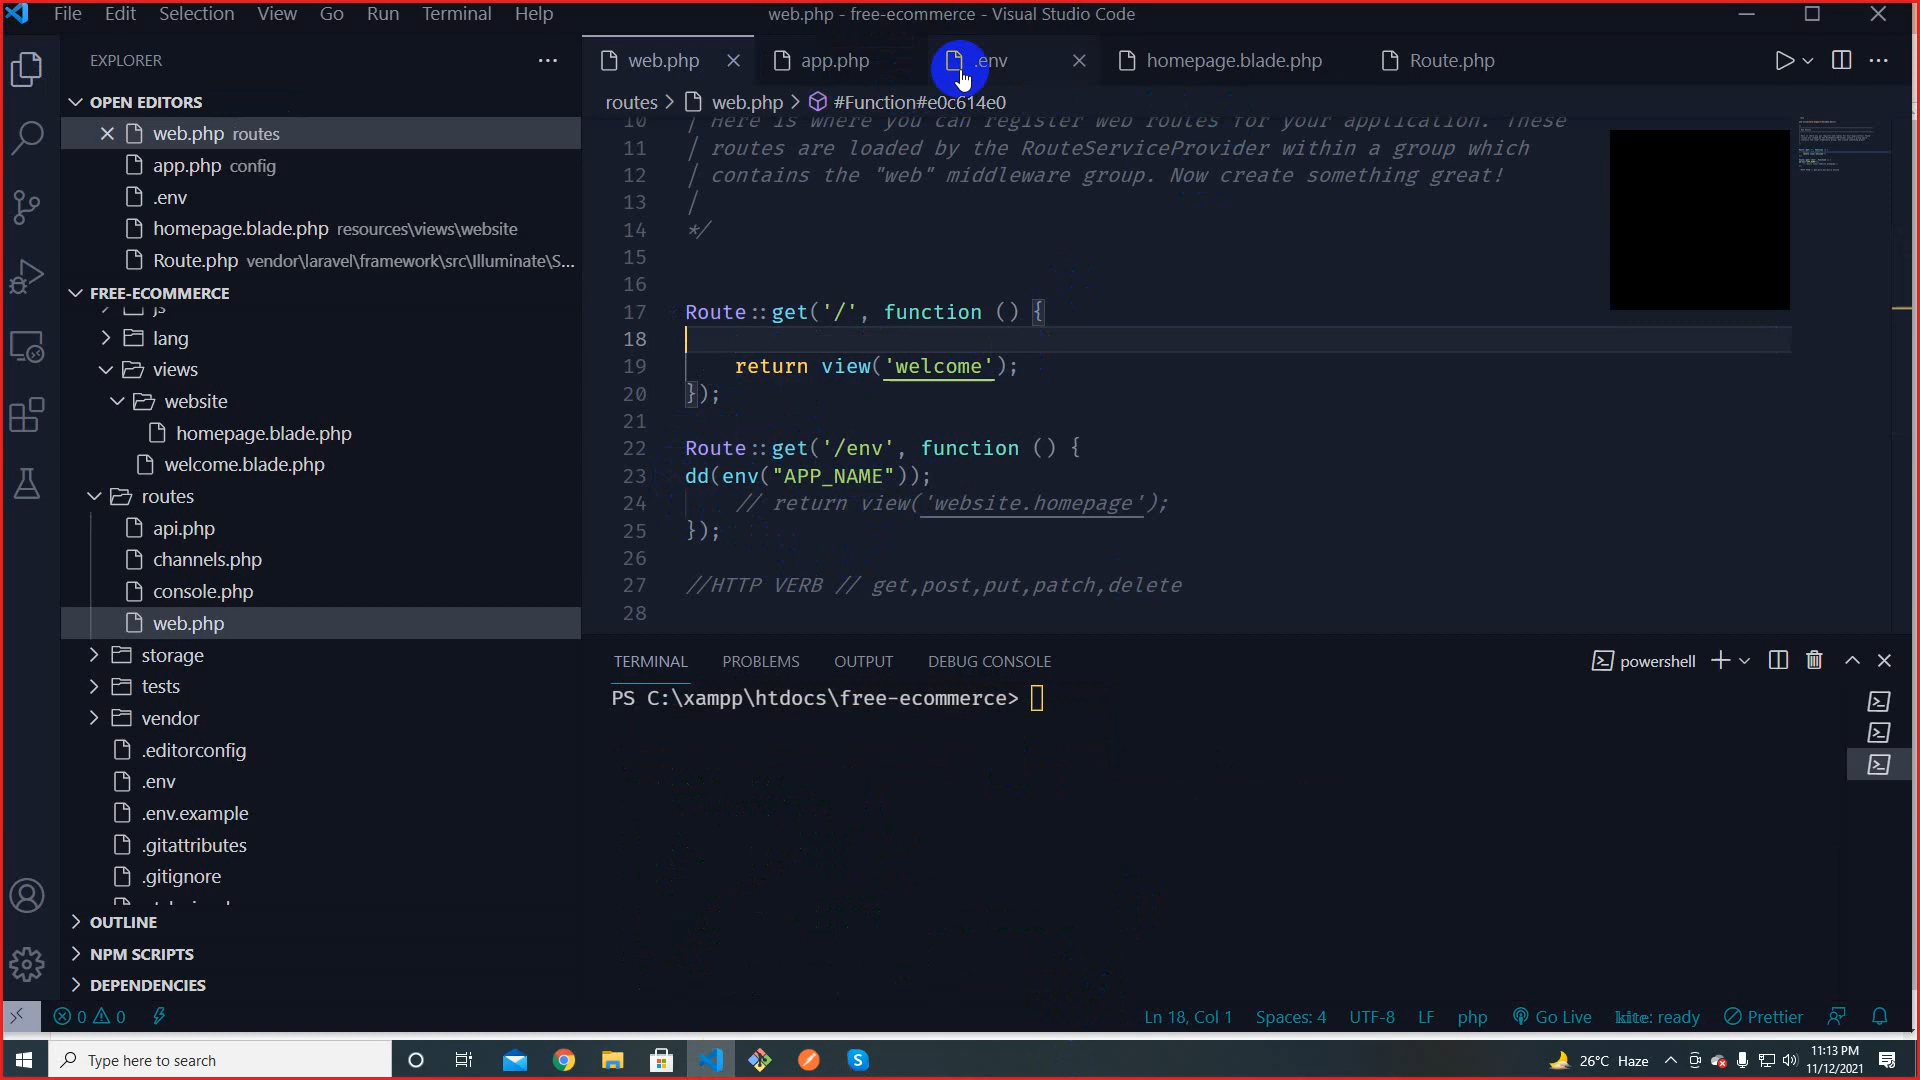 File Edit Selection View Go Run Terminal Help
web.php - free-ecommerce - Visual Studio Code
EXPLORER
web.php
app.php
.env
homepage.blade.php
Route.php
OPEN EDITORS
web.php routes
app.php config
.env
homepage.blade.php resources\views\website
Route.php vendor\laravel\framework\src\Illuminate\S...
FREE-ECOMMERCE
js
lang
views
website
homepage.blade.php
welcome.blade.php
routes
api.php
channels.php
console.php
web.php
storage
tests
vendor
.editorconfig
.env
.env.example
.gitattributes
.gitignore
OUTLINE
NPM SCRIPTS
DEPENDENCIES
routes > web.php > #Function#e0c614e0
10 | Here is where you can register web routes for your application. These
11 | routes are loaded by the RouteServiceProvider within a group which
12 | contains the "web" middleware group. Now create something great!
13 |
14 */
15
16
17 Route::get('/', function () {
18
19 return view('welcome');
20 });
21
22 Route::get('/env', function () {
23 dd(env("APP_NAME"));
24 // return view('website.homepage');
25 });
26
27 //HTTP VERB // get,post,put,patch,delete
28
TERMINAL PROBLEMS OUTPUT DEBUG CONSOLE
powershell
PS C:\xampp\htdocs\free-ecommerce>
0 0
Ln 18, Col 1 Spaces: 4 UTF-8 LF php Go Live kite: ready Prettier
Type here to search
26°C Haze
11:13 PM
11/12/2021